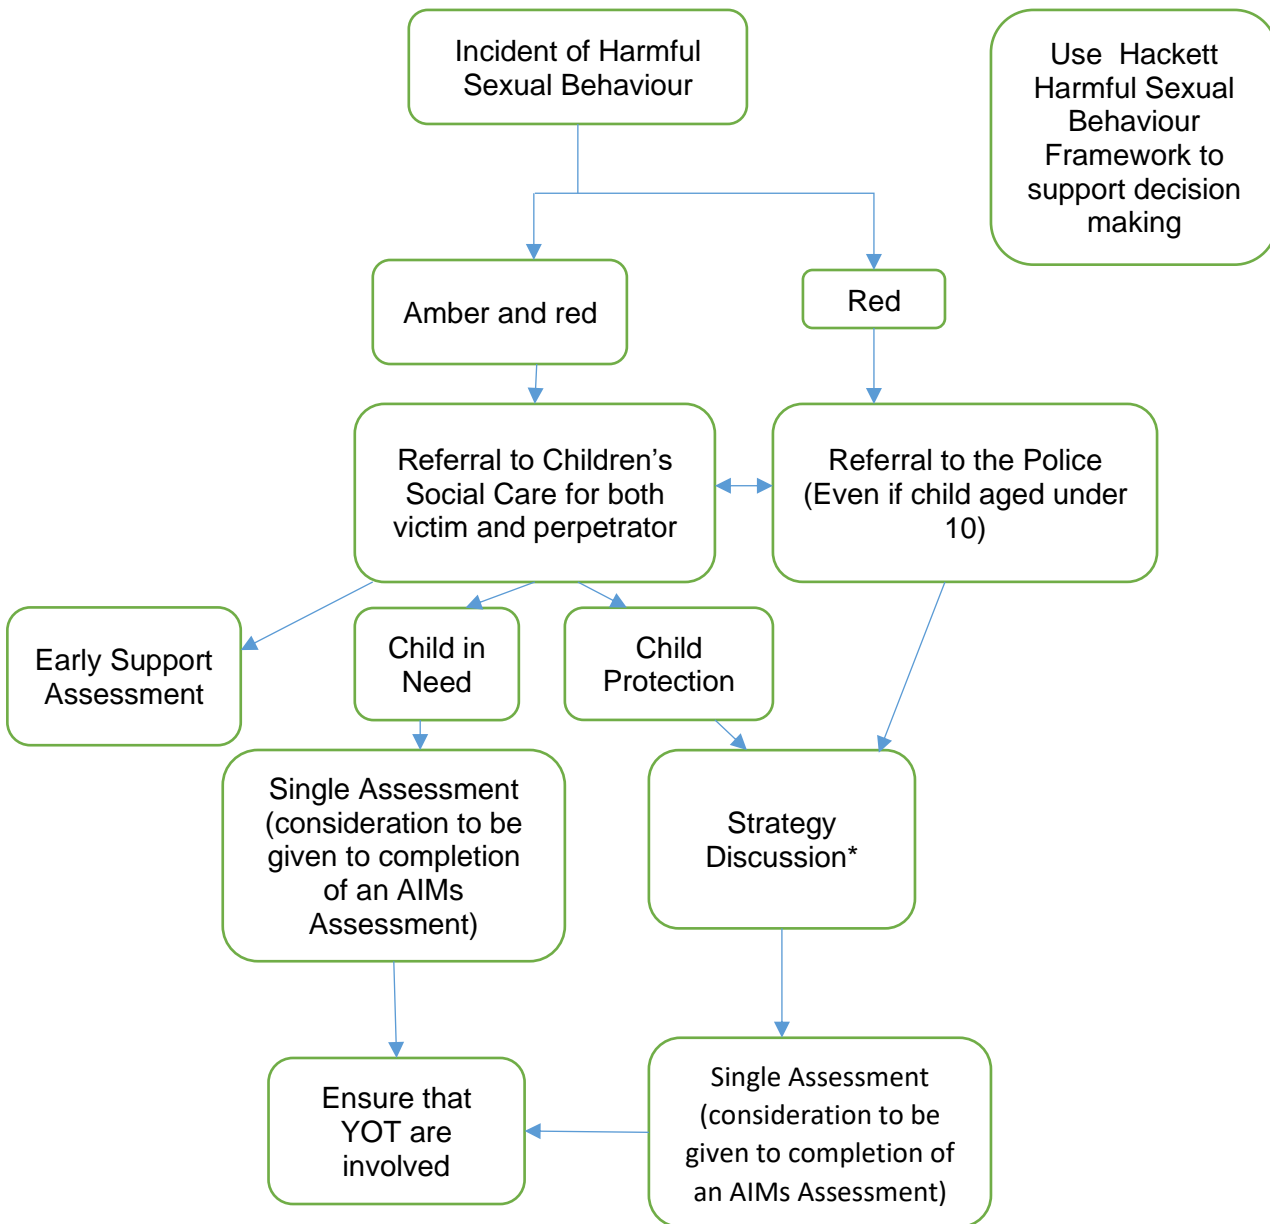 Incident of Harmful
Sexual Behaviour
Use Hackett
Harmful Sexual
Behaviour
Framework to
support decision
making
Amber and red
Red
Referral to Children’s
Social Care for both
victim and perpetrator
Referral to the Police
(Even if child aged under
10)
Early Support
Assessment
Child in
Need
Child
Protection
Single Assessment
(consideration to be
given to completion
of an AIMs
Assessment)
Strategy
Discussion*
Ensure that
YOT are
involved
Single Assessment
(consideration to be
given to completion of
an AIMs Assessment)